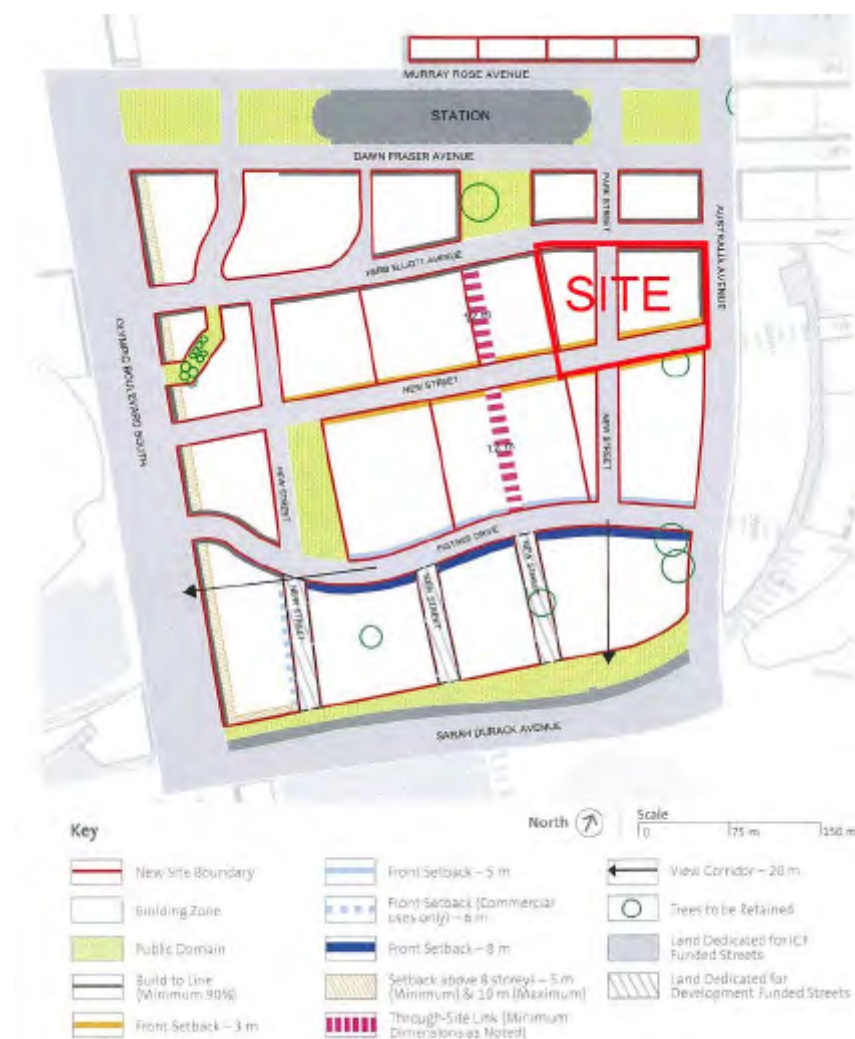 MURRAY ROSE AVENUE
STATION
DAWN FRASER AVENUE
PARK STREET
AUSTRALIA AVENUE
HERB ELLIOTT AVENUE
SITE
12 m
OLYMPIC BOULEVARD SOUTH
NEW STREET
12 m
NEW STREET
NEW STREET
FIGTREE DRIVE
NEW STREET
NEW STREET
NEW STREET
SARAH DURACK AVENUE
Key
North
Scale
0
75 m
150 m
New Site Boundary
Building Zone
Public Domain
Build to Line
(Minimum 90%)
Front Setback – 3 m
Front Setback – 5 m
Front Setback (Commercial
uses only) – 6 m
Front Setback – 8 m
Setback above 8 storeys – 5 m
(Minimum) & 10 m (Maximum)
Through-Site Link (Minimum
Dimensions as Noted)
View Corridor – 20 m
Trees to be Retained
Land Dedicated for ICF
Funded Streets
Land Dedicated for
Development Funded Streets